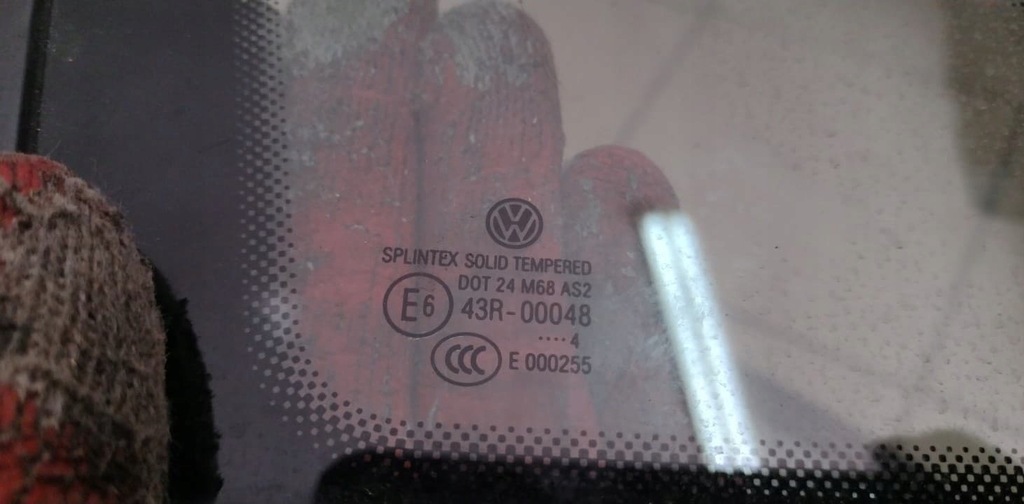 SPLINTEX SOLID TEMPERED
DOT 24 M68 AS2
E6 43R-00048
.... 4
CCC E 000255